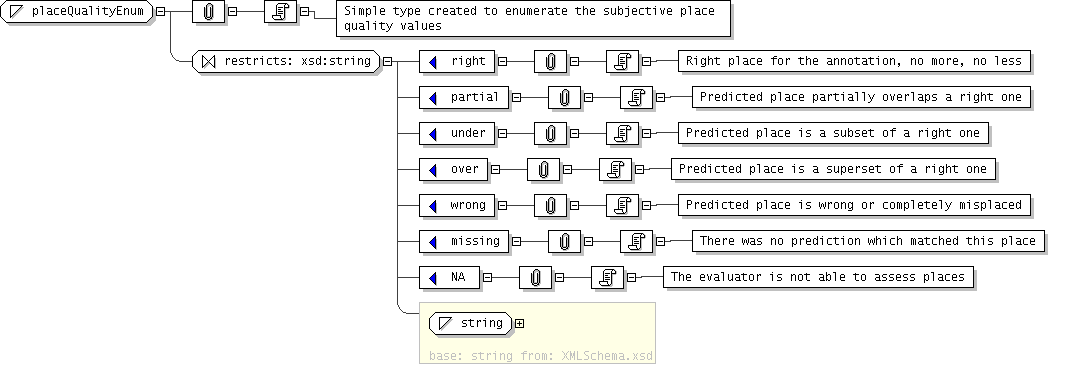 placeQualityEnum
Simple type created to enumerate the subjective place
quality values
restricts: xsd:string
right
Right place for the annotation, no more, no less
partial
Predicted place partially overlaps a right one
under
Predicted place is a subset of a right one
over
Predicted place is a superset of a right one
wrong
Predicted place is wrong or completely misplaced
missing
There was no prediction which matched this place
NA
The evaluator is not able to assess places
string
base: string from: XMLSchema.xsd